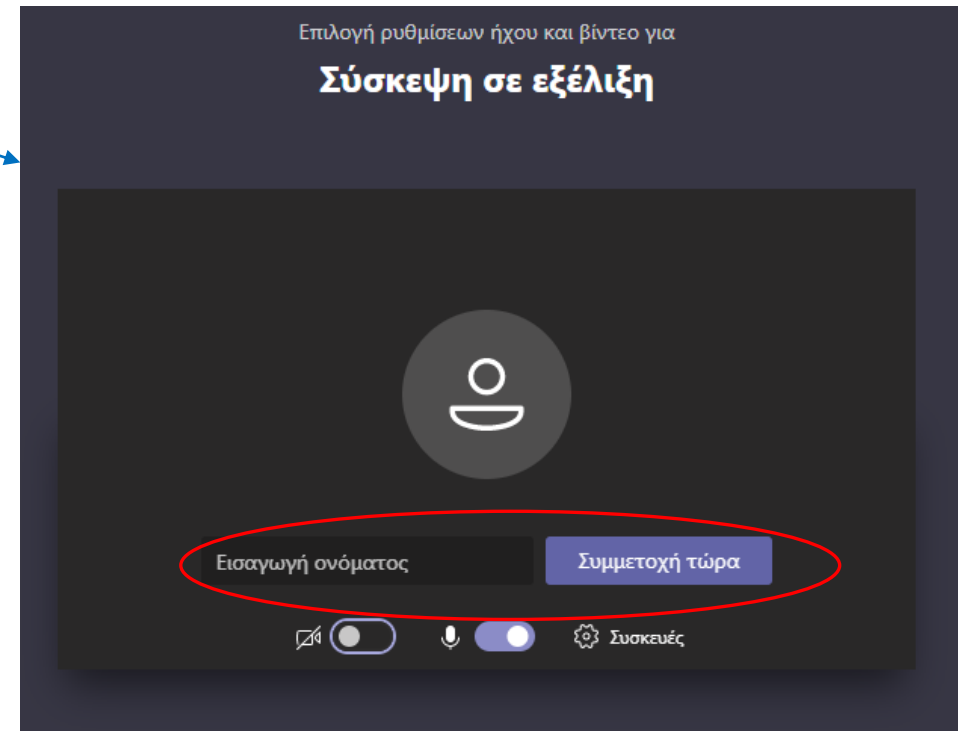 Επιλογή ρυθμίσεων ήχου και βίντεο για
Σύσκεψη σε εξέλιξη
Εισαγωγή ονόματος
Συμμετοχή τώρα
Συσκευές